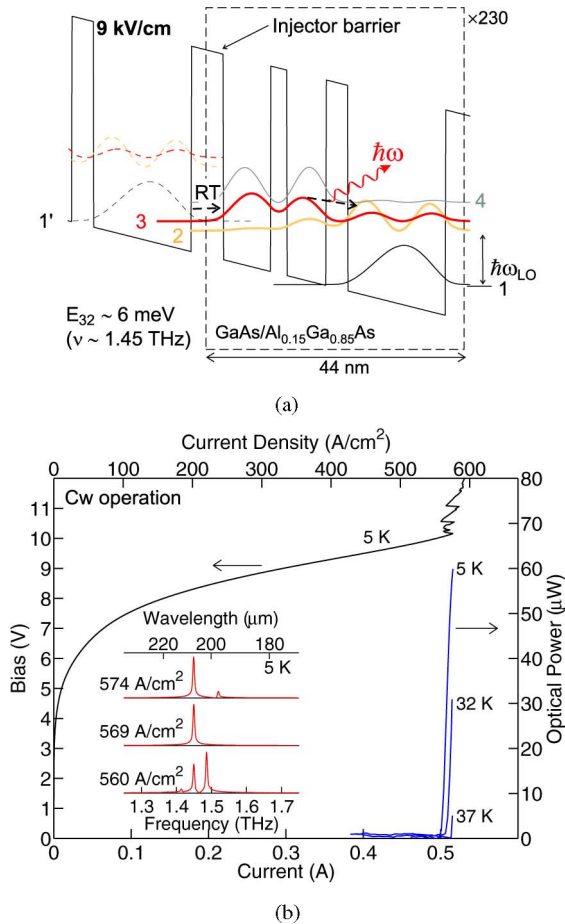 9 kV/cm
Injector barrier
×230
ħω
RT
1'
3
2
4
ħω_LO
1
E₃₂ ~ 6 meV
(ν ~ 1.45 THz)
GaAs/Al₀.₁₅Ga₀.₈₅As
44 nm
(a)
Current Density (A/cm²)
0 100 200 300 400 500 600
Cw operation
Bias (V)
11
10
9
8
7
6
5
4
3
2
1
0
5 K
Wavelength (μm)
220 200 180
5 K
574 A/cm²
569 A/cm²
560 A/cm²
1.3 1.4 1.5 1.6 1.7
Frequency (THz)
5 K
32 K
37 K
80
70
60
50
40
30
20
10
0
Optical Power (μW)
0 0.1 0.2 0.3 0.4 0.5
Current (A)
(b)